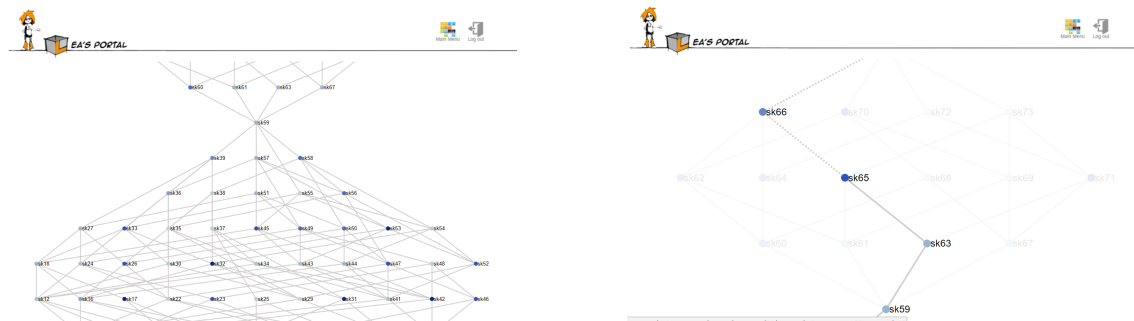 EA'S PORTAL
Main Menu Log out
sk60 sk61 sk63 sk67
sk59
sk39 sk57 sk58
sk36 sk38 sk51 sk55 sk56
sk27 sk33 sk35 sk37 sk45 sk49 sk50 sk53 sk54
sk18 sk24 sk26 sk30 sk32 sk34 sk43 sk44 sk47 sk48 sk52
sk12 sk16 sk17 sk22 sk23 sk25 sk29 sk31 sk41 sk42 sk46
EA'S PORTAL
Main Menu Log out
sk66 sk70 sk72 sk73
sk62 sk64 sk65 sk68 sk69 sk71
sk60 sk61 sk63 sk67
sk59